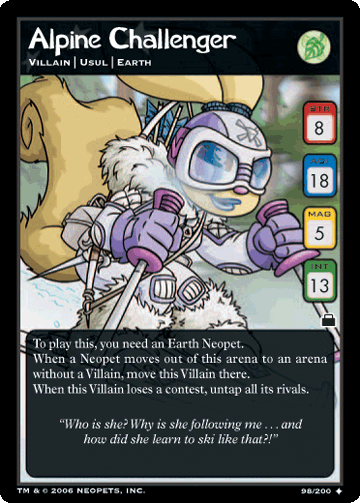 Alpine Challenger
VILLAIN | USUL | EARTH
STR
8
18
MAG
5
INT
13
To play this, you need an Earth Neopet.
When a Neopet moves out of this arena to an arena
without a Villain, move this Villain there.
When this Villain loses a contest, untap all its rivals.
“Who is she? Why is she following me . . . and
how did she learn to ski like that?!”
TM & © 2006 NEOPETS, INC.
98/200